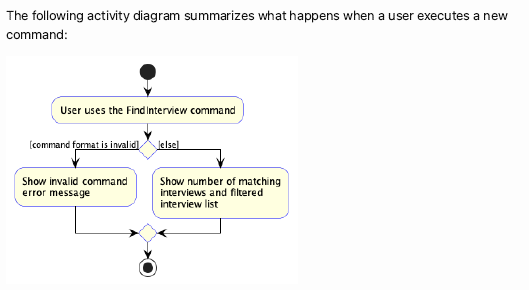 The following activity diagram summarizes what happens when a user executes a new
command:
User uses the FindInterview command
[command format is invalid]
[else]
Show invalid command
error message
Show number of matching
interviews and filtered
interview list